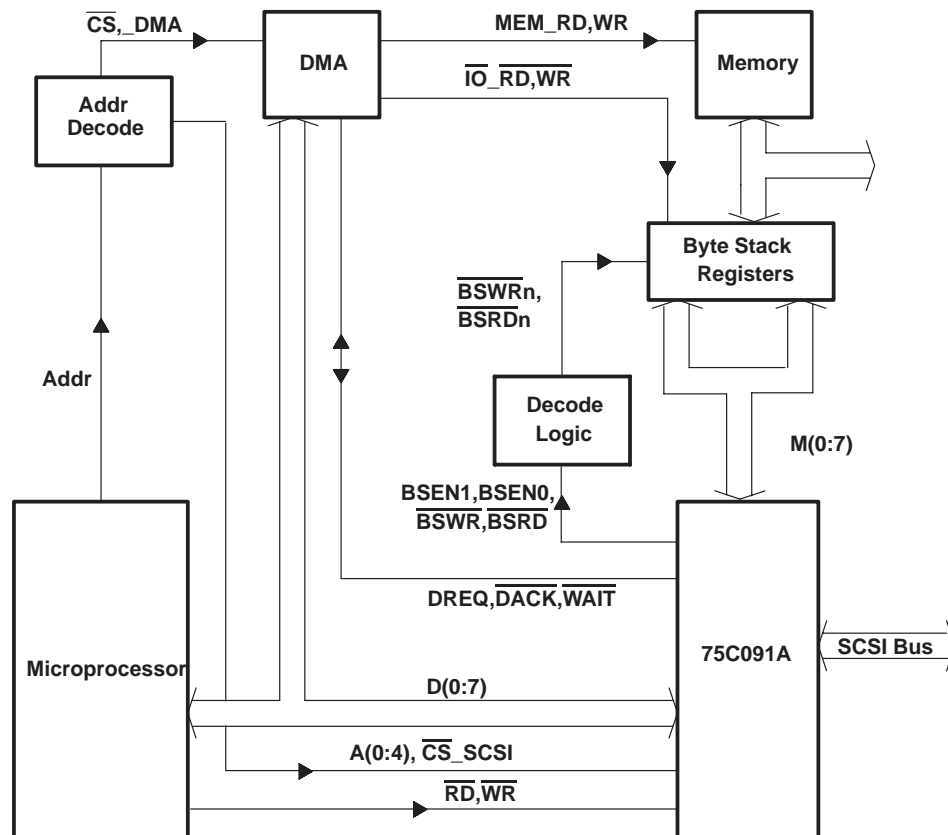 CS,_DMA
DMA
MEM_RD,WR
Memory
IO_RD,WR
Addr
Decode
Byte Stack
Registers
BSWRn,
BSRDn
Addr
Decode
Logic
M(0:7)
BSEN1,BSEN0,
BSWR,BSRD
DREQ,DACK,WAIT
Microprocessor
75C091A
SCSI Bus
D(0:7)
A(0:4), CS_SCSI
RD,WR